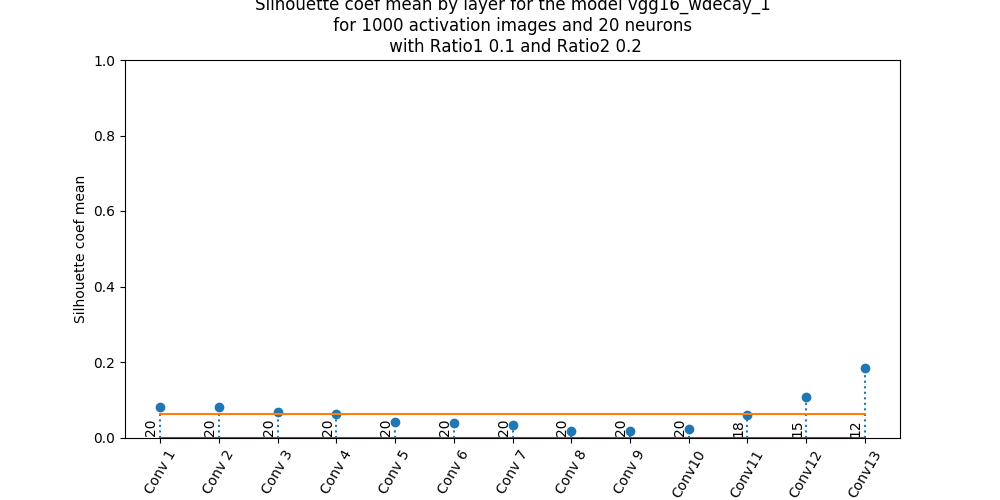 Silhouette coef mean by layer for the model vgg16_wdecay_1
for 1000 activation images and 20 neurons
with Ratio1 0.1 and Ratio2 0.2
1.0
0.8
0.6
0.4
0.2
0.0
Silhouette coef mean
20
20
20
20
20
20
20
20
20
20
18
15
12
Conv 1
Conv 2
Conv 3
Conv 4
Conv 5
Conv 6
Conv 7
Conv 8
Conv 9
Conv10
Conv11
Conv12
Conv13